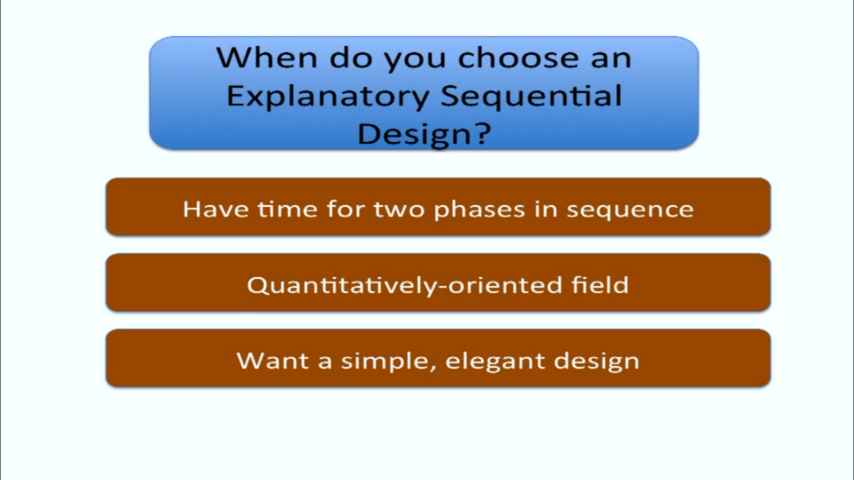 When do you choose an
Explanatory Sequential
Design?
Have time for two phases in sequence
Quantitatively-oriented field
Want a simple, elegant design